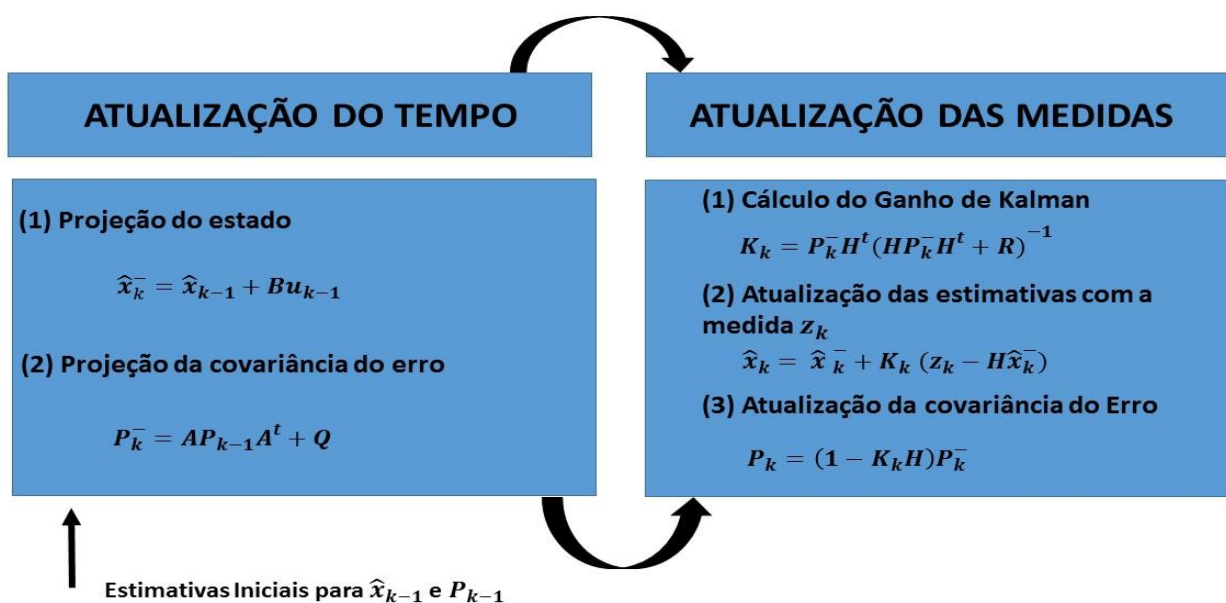 ATUALIZAÇÃO DO TEMPO
(1) Projeção do estado
x̂ₖ⁻ = x̂ₖ₋₁ + Buₖ₋₁
(2) Projeção da covariância do erro
Pₖ⁻ = APₖ₋₁Aᵗ + Q
Estimativas Iniciais para x̂ₖ₋₁ e Pₖ₋₁
ATUALIZAÇÃO DAS MEDIDAS
(1) Cálculo do Ganho de Kalman
Kₖ = Pₖ⁻Hᵗ(HPₖ⁻Hᵗ + R)⁻¹
(2) Atualização das estimativas com a
medida zₖ
x̂ₖ = x̂ₖ⁻ + Kₖ (zₖ − Hx̂ₖ⁻)
(3) Atualização da covariância do Erro
Pₖ = (1 − KₖH)Pₖ⁻